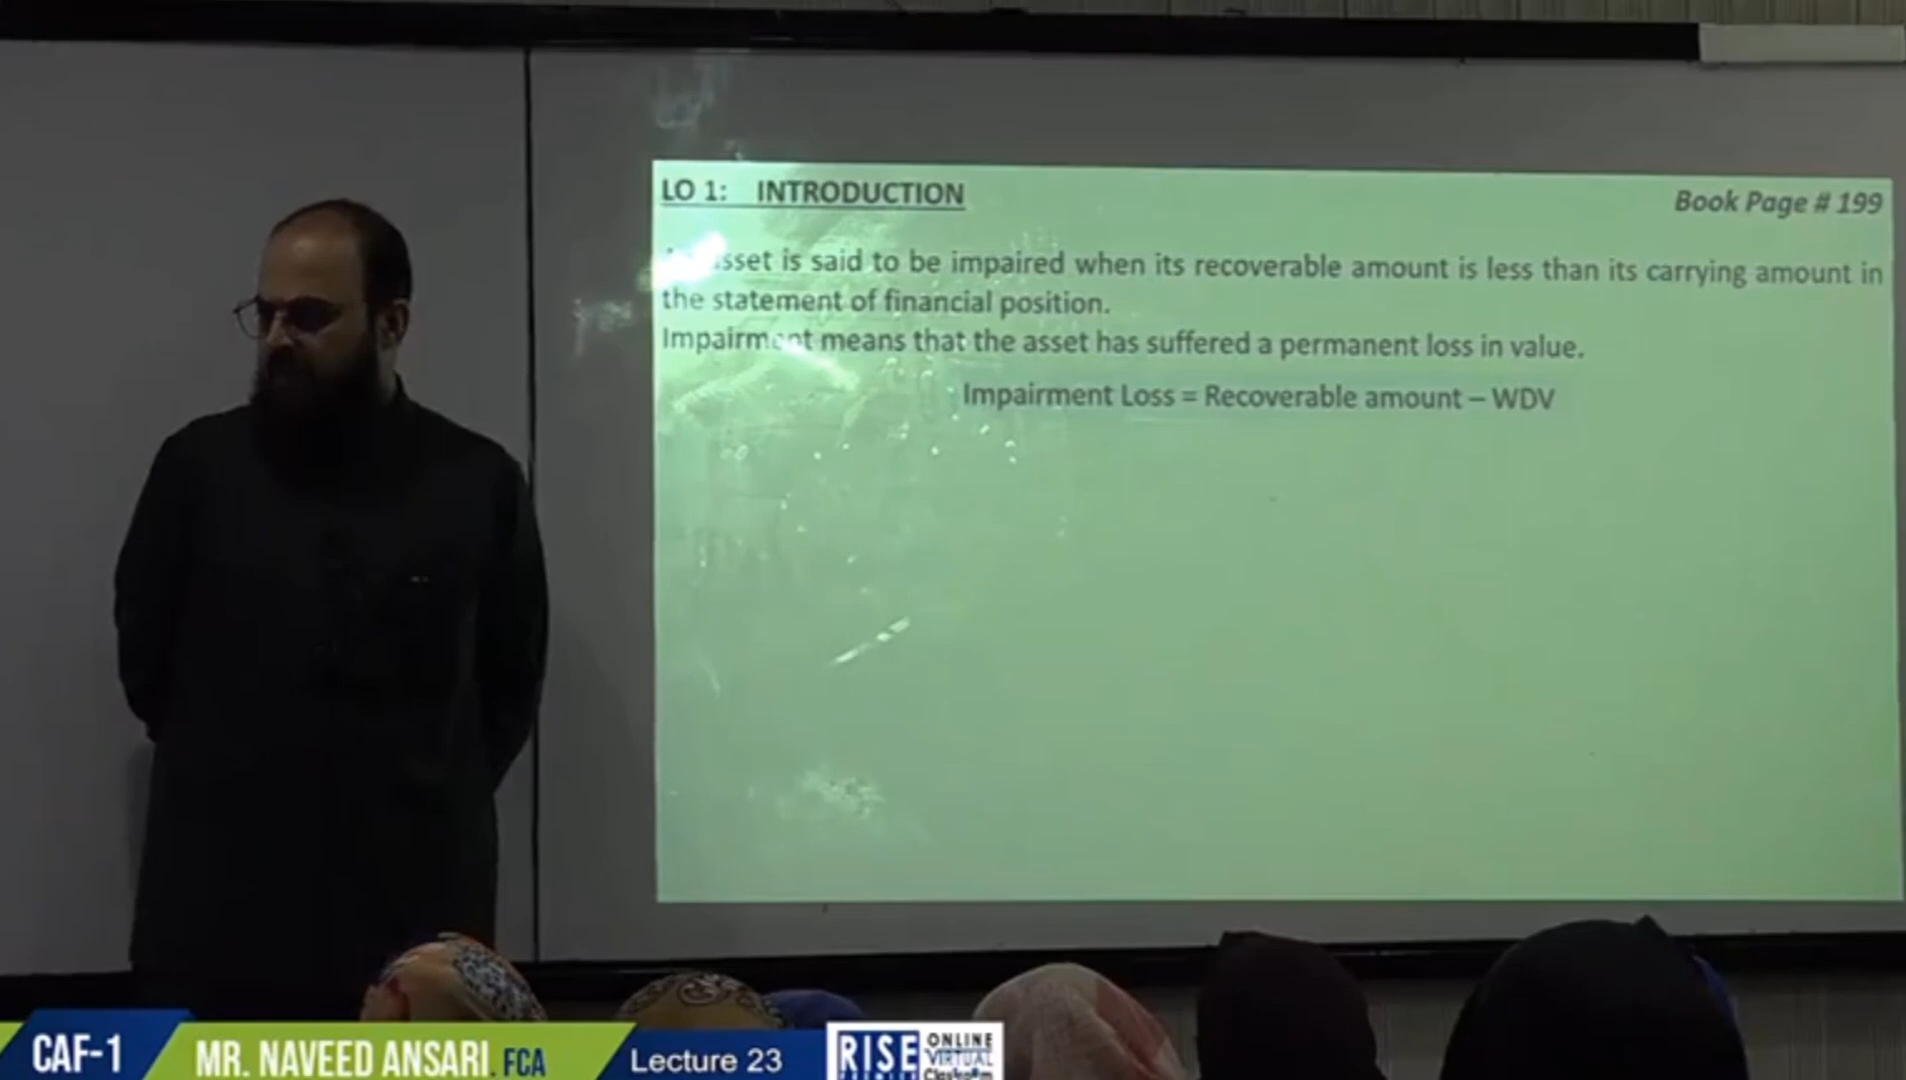 LO 1: INTRODUCTION
Book Page # 199
asset is said to be impaired when its recoverable amount is less than its carrying amount in
the statement of financial position.
Impairment means that the asset has suffered a permanent loss in value.
Impairment Loss = Recoverable amount – WDV
CAF-1
MR. NAVEED ANSARI. FCA
Lecture 23
RISE
PREMIER
ONLINE
VIRTUAL
Classroom